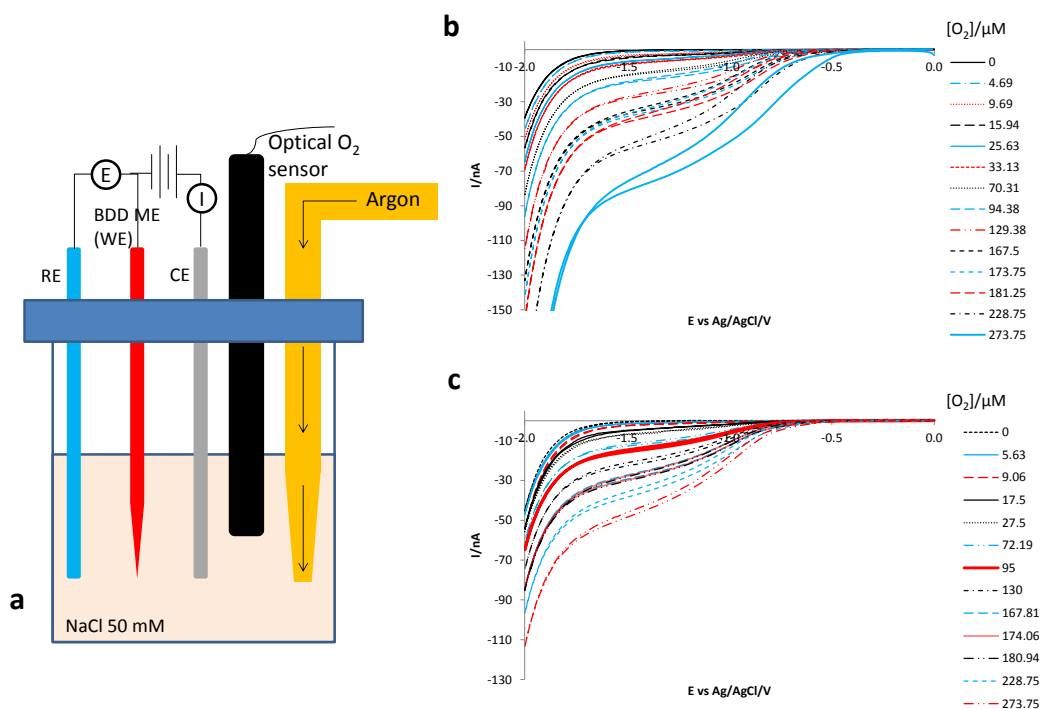 a
E
I
Optical O₂
sensor
Argon
BDD ME
(WE)
RE
CE
NaCl 50 mM
b
[O₂]/µM
-2.0
-1.5
-1.0
-0.5
0.0
-10
-30
-50
-70
-90
-110
-130
-150
I/nA
E vs Ag/AgCl/V
0
4.69
9.69
15.94
25.63
33.13
70.31
94.38
129.38
167.5
173.75
181.25
228.75
273.75
c
[O₂]/µM
-2.0
-1.5
-1.0
-0.5
0.0
-10
-30
-50
-70
-90
-110
-130
I/nA
E vs Ag/AgCl/V
0
5.63
9.06
17.5
27.5
72.19
95
130
167.81
174.06
180.94
228.75
273.75